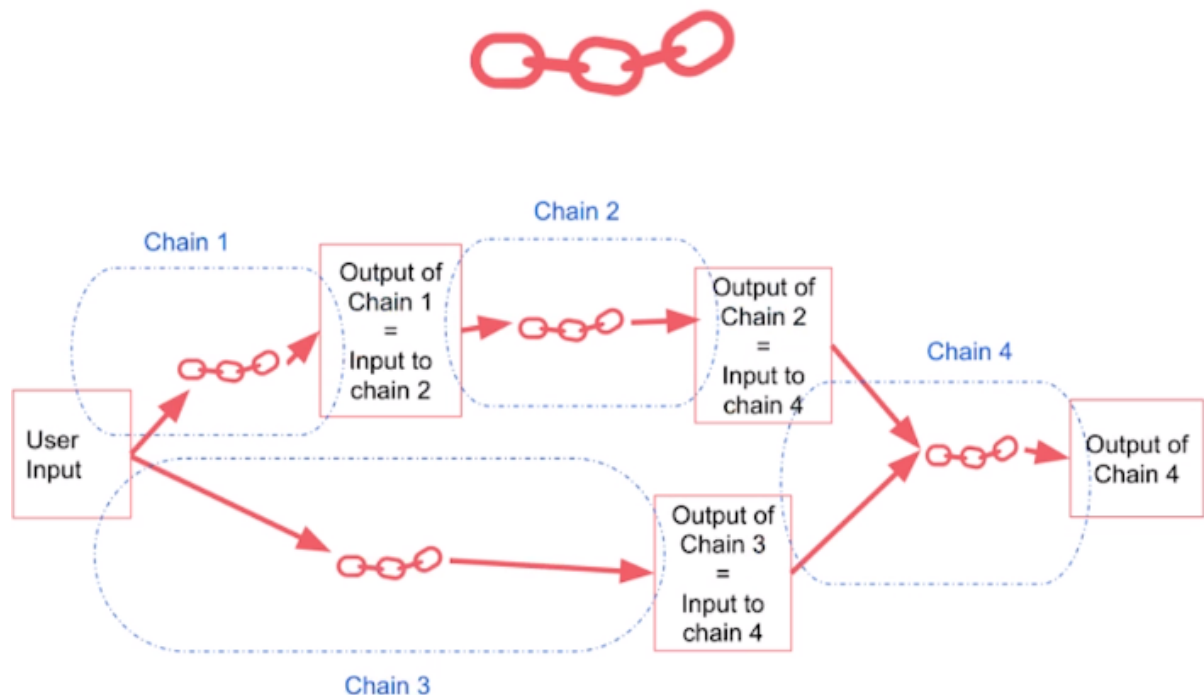 Chain 1
Chain 2
Output of
Chain 1
=
Input to
chain 2
Output of
Chain 2
=
Input to
chain 4
Chain 4
User
Input
Output of
Chain 4
Output of
Chain 3
=
Input to
chain 4
Chain 3